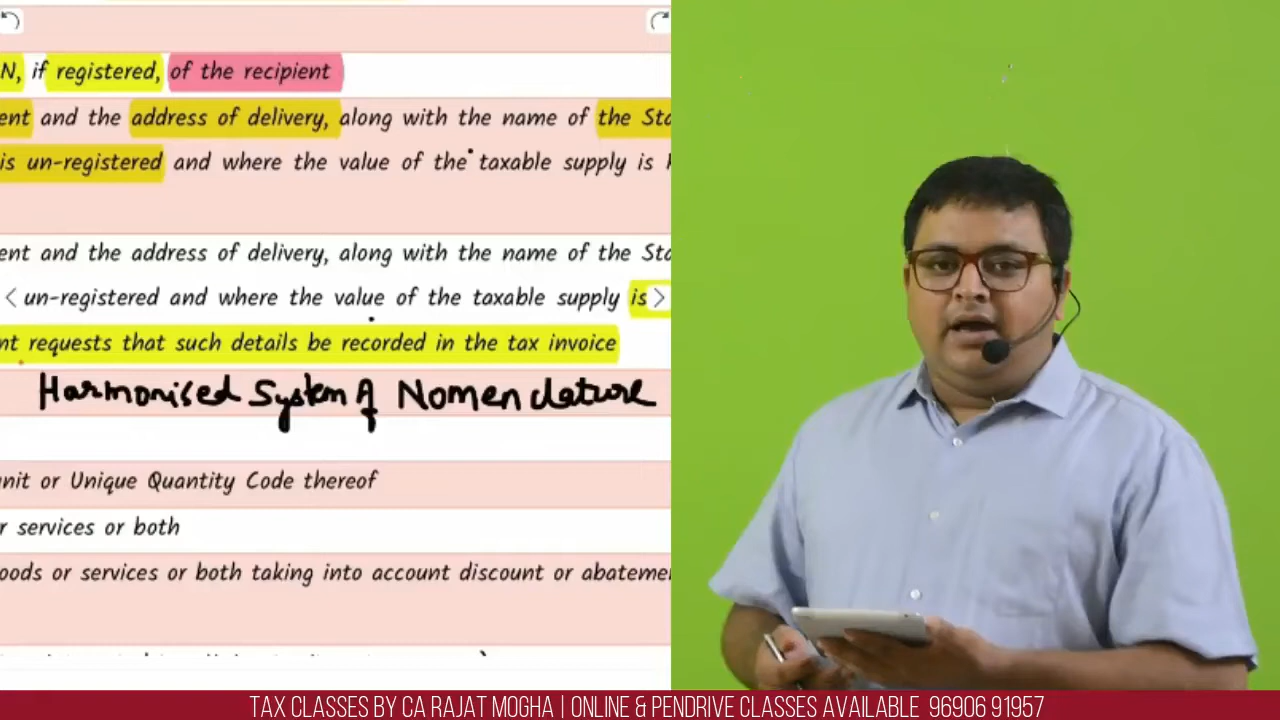 N, if registered, of the recipient
ent and the address of delivery, along with the name of the Sta
is un-registered and where the value of the taxable supply is
ent and the address of delivery, along with the name of the Sta
un-registered and where the value of the taxable supply is
nt requests that such details be recorded in the tax invoice
Harmonised System of Nomenclature
unit or Unique Quantity Code thereof
r services or both
oods or services or both taking into account discount or abateme
TAX CLASSES BY CA RAJAT MOGHA | ONLINE & PENDRIVE CLASSES AVAILABLE 96906 91957